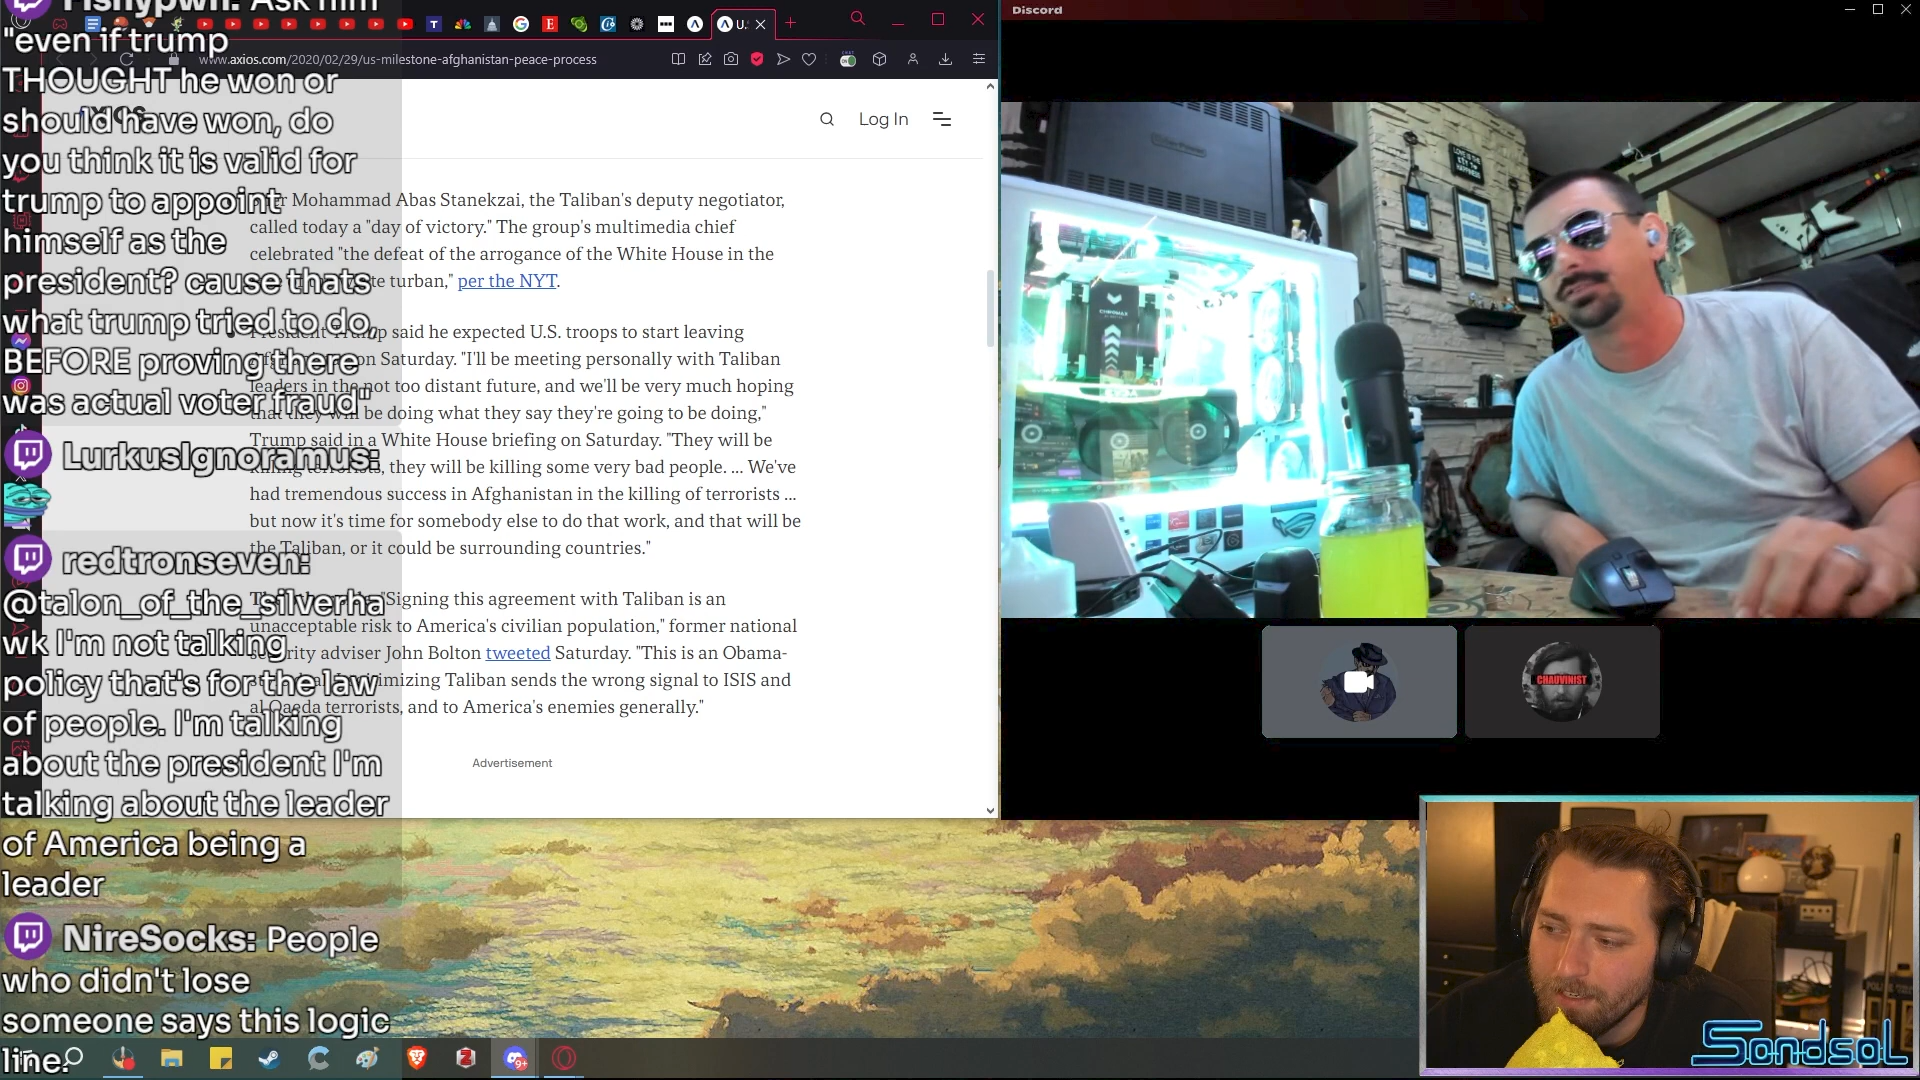 Fishypwn: Ask him
"even if trump
THOUGHT he won or
should have won, do
you think it is valid for
trump to appoint
himself as the
president? cause thats
what trump tried to do,
BEFORE proving there
was actual voter fraud"
LurkusIgnoramus:
redtronseven:
@talon_of_the_silverha
wk I'm not talking
policy that's for the law
of people. I'm talking
about the president I'm
talking about the leader
of America being a
leader
NireSocks: People
who didn't lose
someone says this logic
line.
U.
www.axios.com/2020/02/29/us-milestone-afghanistan-peace-process
Log In
Mohammad Abas Stanekzai, the Taliban's deputy negotiator,
called today a "day of victory." The group's multimedia chief
celebrated "the defeat of the arrogance of the White House in the
turban," per the NYT.
President Trump said he expected U.S. troops to start leaving
on Saturday. "I'll be meeting personally with Taliban
leaders in the not too distant future, and we'll be very much hoping
that they will be doing what they say they're going to be doing,"
Trump said in a White House briefing on Saturday. "They will be
killing terrorists, they will be killing some very bad people. ... We've
had tremendous success in Afghanistan in the killing of terrorists ...
but now it's time for somebody else to do that work, and that will be
the Taliban, or it could be surrounding countries."
"Signing this agreement with Taliban is an
unacceptable risk to America's civilian population," former national
security adviser John Bolton tweeted Saturday. "This is an Obama-
Taliban sends the wrong signal to ISIS and
al Qaeda terrorists, and to America's enemies generally."
Advertisement
Discord
CHAUVINIST
SondsoL
9+